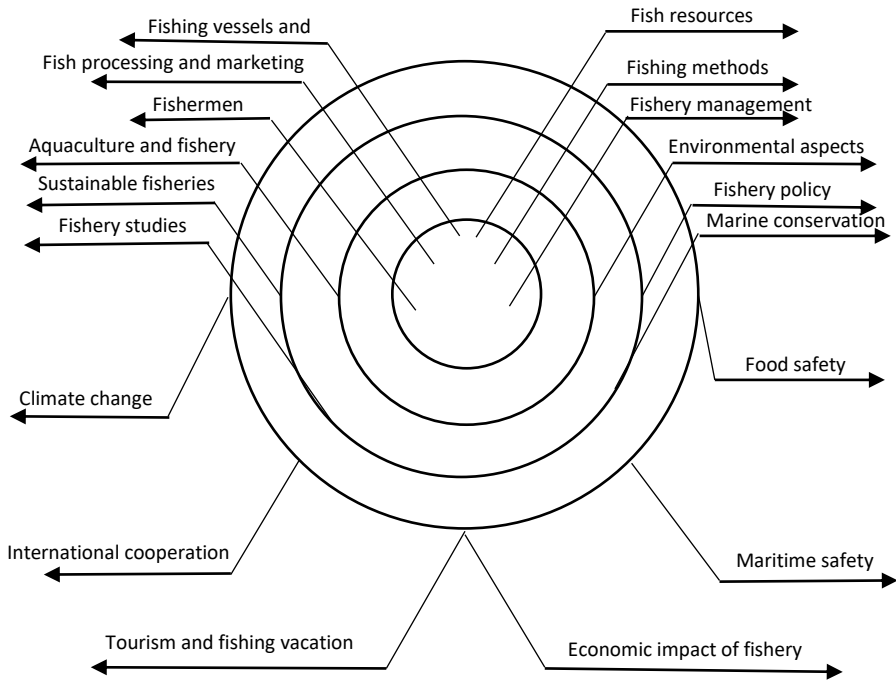 Fishing vessels and
Fish resources
Fish processing and marketing
Fishing methods
Fishermen
Fishery management
Aquaculture and fishery
Environmental aspects
Sustainable fisheries
Fishery policy
Fishery studies
Marine conservation
Food safety
Climate change
International cooperation
Maritime safety
Tourism and fishing vacation
Economic impact of fishery